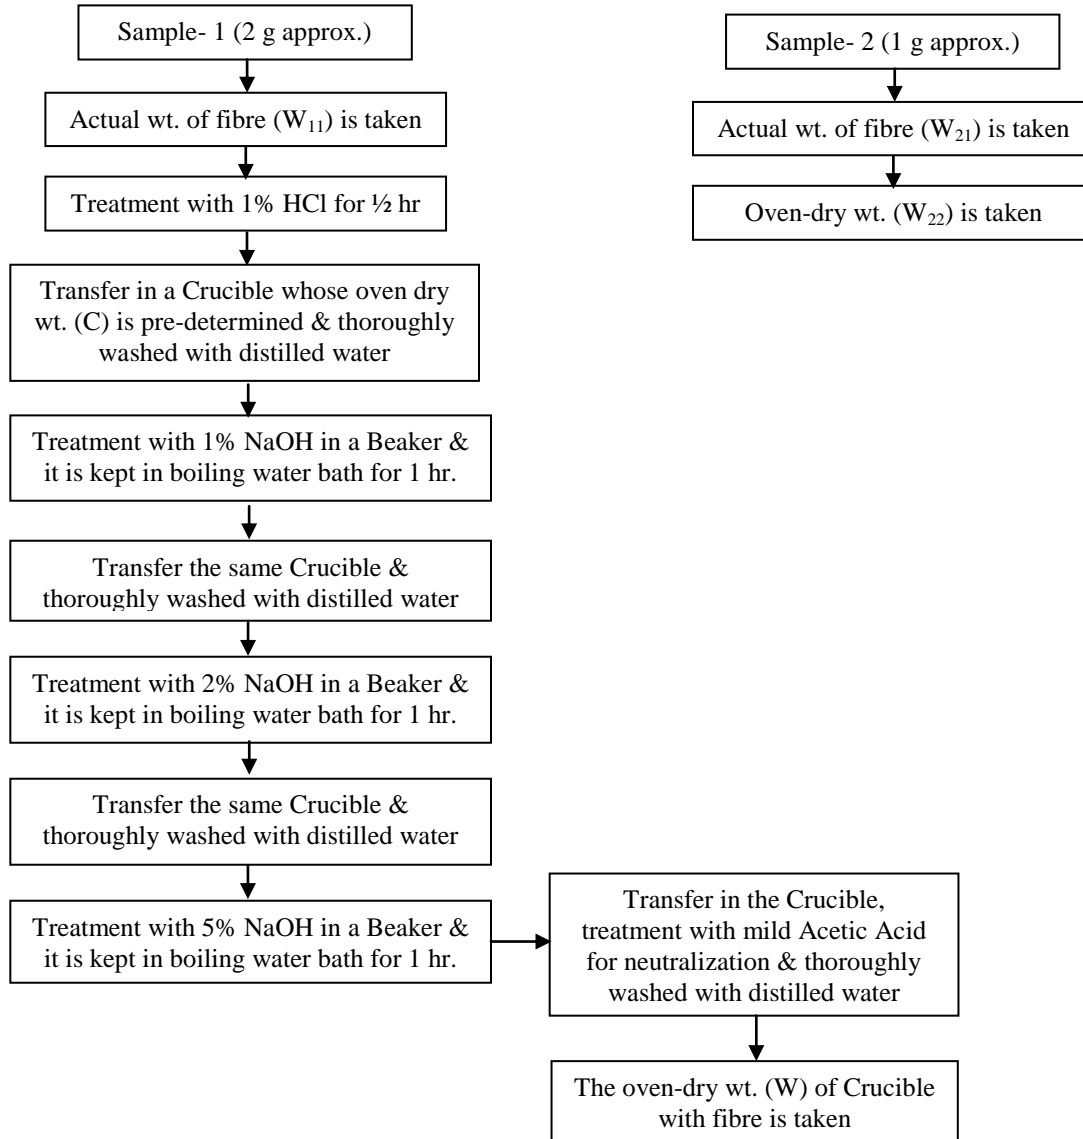 Sample- 1 (2 g approx.)
Actual wt. of fibre (W₁₁) is taken
Treatment with 1% HCl for ½ hr
Transfer in a Crucible whose oven dry
wt. (C) is pre-determined & thoroughly
washed with distilled water
Treatment with 1% NaOH in a Beaker &
it is kept in boiling water bath for 1 hr.
Transfer the same Crucible &
thoroughly washed with distilled water
Treatment with 2% NaOH in a Beaker &
it is kept in boiling water bath for 1 hr.
Transfer the same Crucible &
thoroughly washed with distilled water
Treatment with 5% NaOH in a Beaker &
it is kept in boiling water bath for 1 hr.
Transfer in the Crucible,
treatment with mild Acetic Acid
for neutralization & thoroughly
washed with distilled water
The oven-dry wt. (W) of Crucible
with fibre is taken
Sample- 2 (1 g approx.)
Actual wt. of fibre (W₂₁) is taken
Oven-dry wt. (W₂₂) is taken